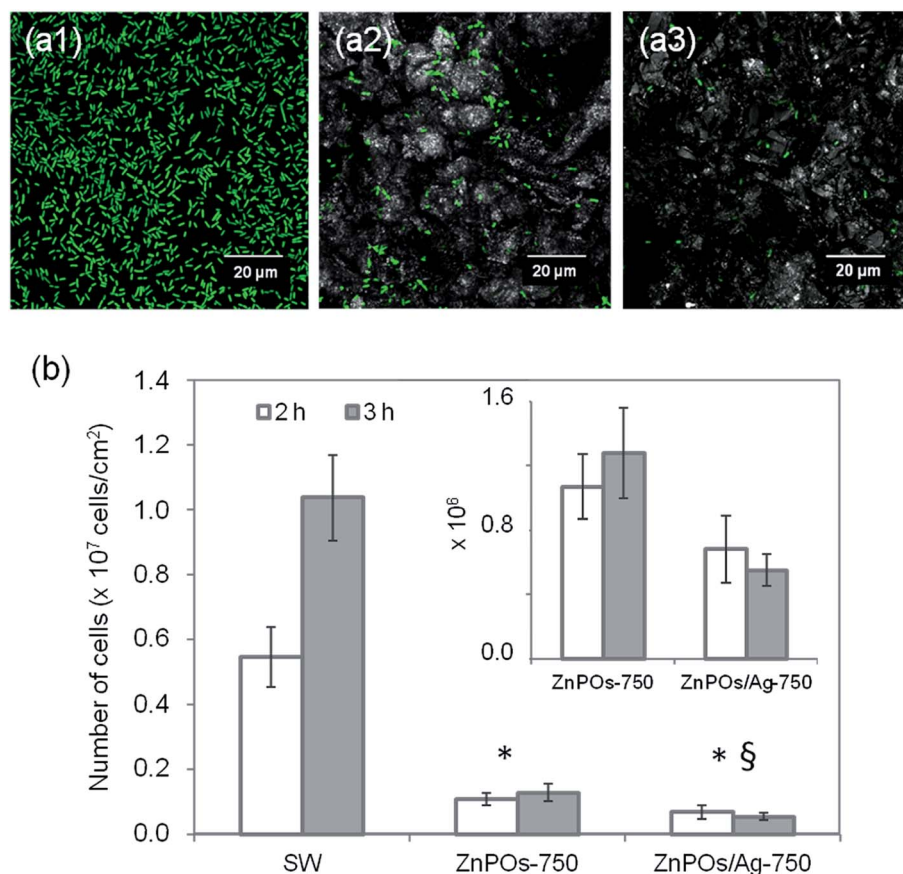 (a1) (a2) (a3)
20 µm 20 µm 20 µm
(b)
Number of cells (x 10⁷ cells/cm²)
1.4
1.2
1.0
0.8
0.6
0.4
0.2
0.0
2 h 3 h
x 10⁶
1.6
0.8
0.0
ZnPOs-750 ZnPOs/Ag-750
* * §
SW ZnPOs-750 ZnPOs/Ag-750